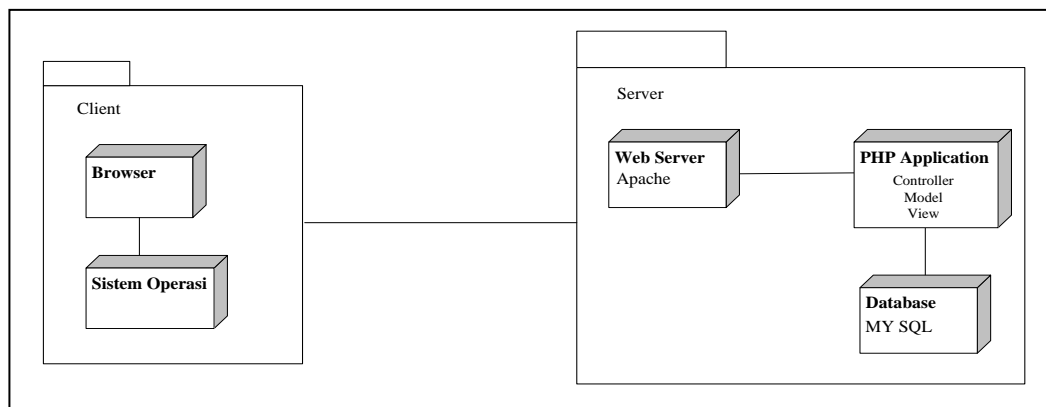 Client
Browser
Sistem Operasi
Server
Web Server
Apache
PHP Application
Controller
Model
View
Database
MY SQL